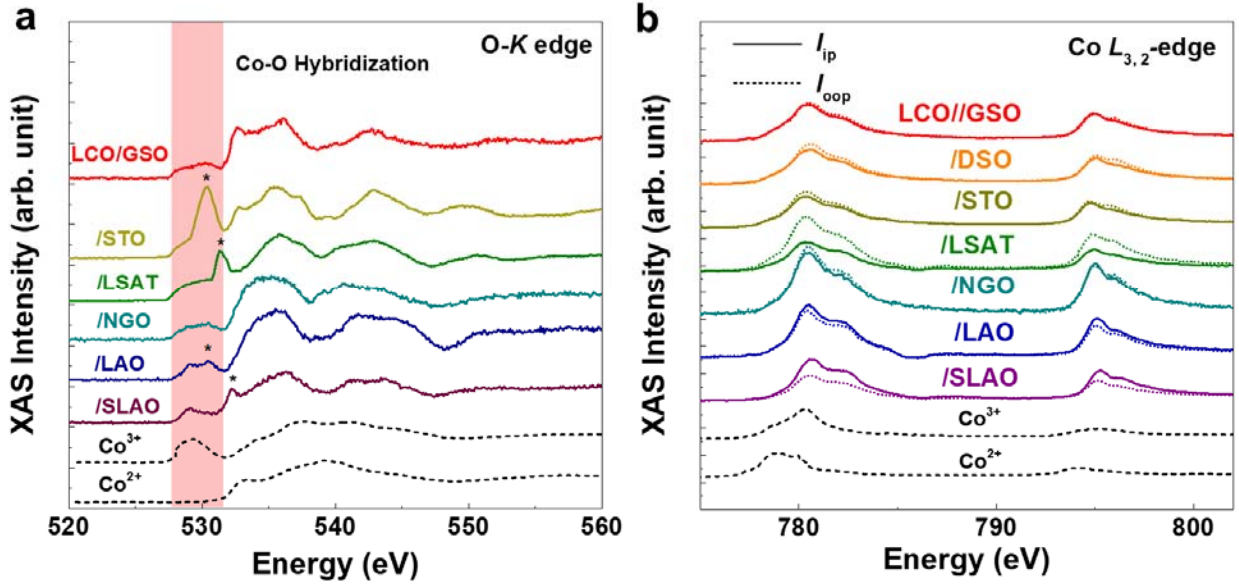 a
O-K edge
Co-O Hybridization
LCO/GSO
*
/STO
*
/LSAT
/NGO
*
/LAO
*
/SLAO
Co3+
Co2+
520 530 540 550 560
Energy (eV)
XAS Intensity (arb. unit)
b
Iip
Ioop
Co L3, 2-edge
LCO//GSO
/DSO
/STO
/LSAT
/NGO
/LAO
/SLAO
Co3+
Co2+
780 790 800
Energy (eV)
XAS Intensity (arb. unit)